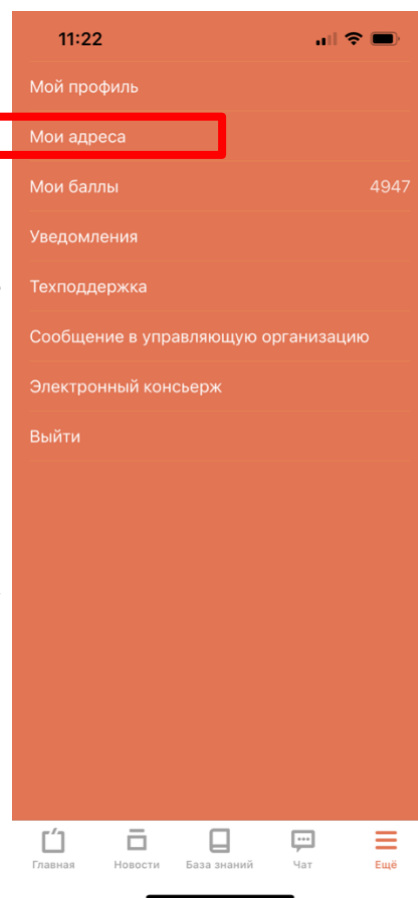 11:22
Мой профиль
Мои адреса
Мои баллы 4947
Уведомления
Техподдержка
Сообщение в управляющую организацию
Электронный консьерж
Выйти
Главная Новости База знаний Чат Ещё